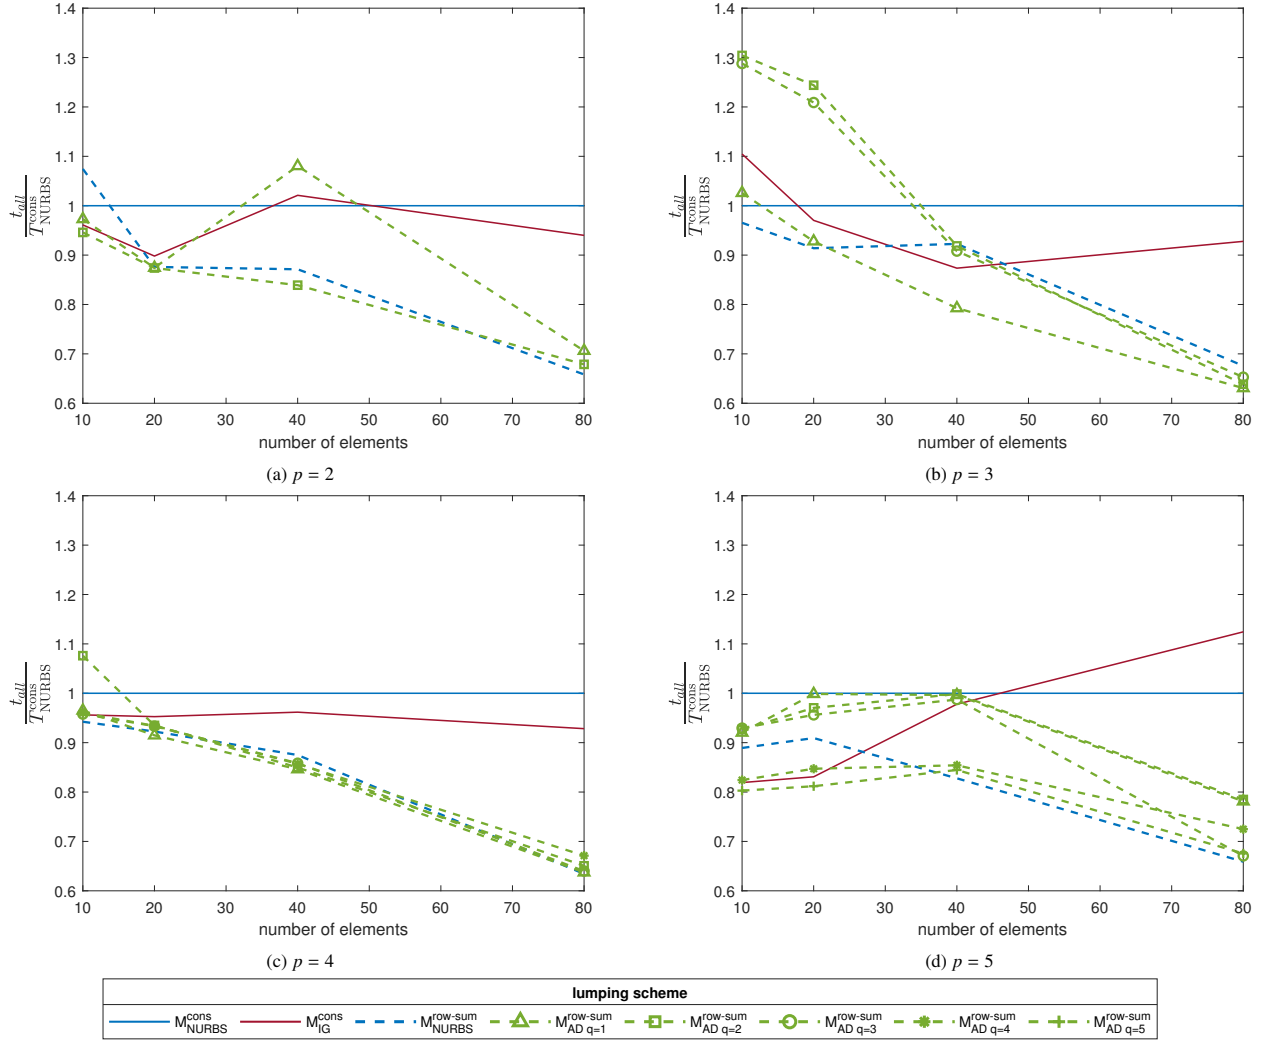 1.4
1.3
1.2
1.1
1
0.9
0.8
0.7
0.6
t_all / T^cons_NURBS
10 20 30 40 50 60 70 80
number of elements
(a) p = 2
1.4
1.3
1.2
1.1
1
0.9
0.8
0.7
0.6
t_all / T^cons_NURBS
10 20 30 40 50 60 70 80
number of elements
(b) p = 3
1.4
1.3
1.2
1.1
1
0.9
0.8
0.7
0.6
t_all / T^cons_NURBS
10 20 30 40 50 60 70 80
number of elements
(c) p = 4
1.4
1.3
1.2
1.1
1
0.9
0.8
0.7
0.6
t_all / T^cons_NURBS
10 20 30 40 50 60 70 80
number of elements
(d) p = 5
lumping scheme
M^cons_NURBS M^cons_IG M^row-sum_NURBS M^row-sum_AD q=1 M^row-sum_AD q=2 M^row-sum_AD q=3 M^row-sum_AD q=4 M^row-sum_AD q=5